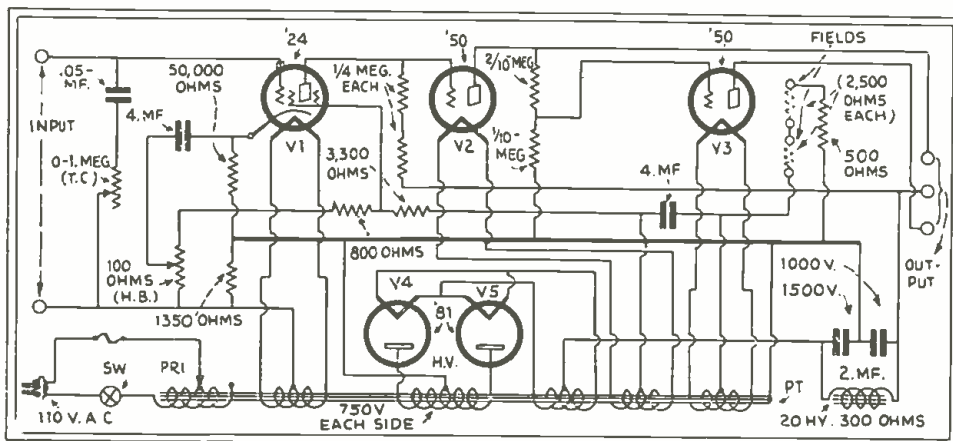 '24
'50
'50
FIELDS
.05-
MF.
50,000
OHMS
1/4 MEG.
EACH
2/10 MEG
(2,500
OHMS
EACH)
4. MF
INPUT
V1
V2
1/10-
MEG
V3
3,300
OHMS
500
OHMS
0-1. MEG
(T.C)
4. MF
800 OHMS
100
OHMS
(H.B.)
1350 OHMS
V4
V5
'81
H.V.
1000 V.
1500 V.
OUT-
PUT
SW
PRI
2. MF.
PT
110 V. A C
750 V
EACH SIDE
20 HY. 300 OHMS